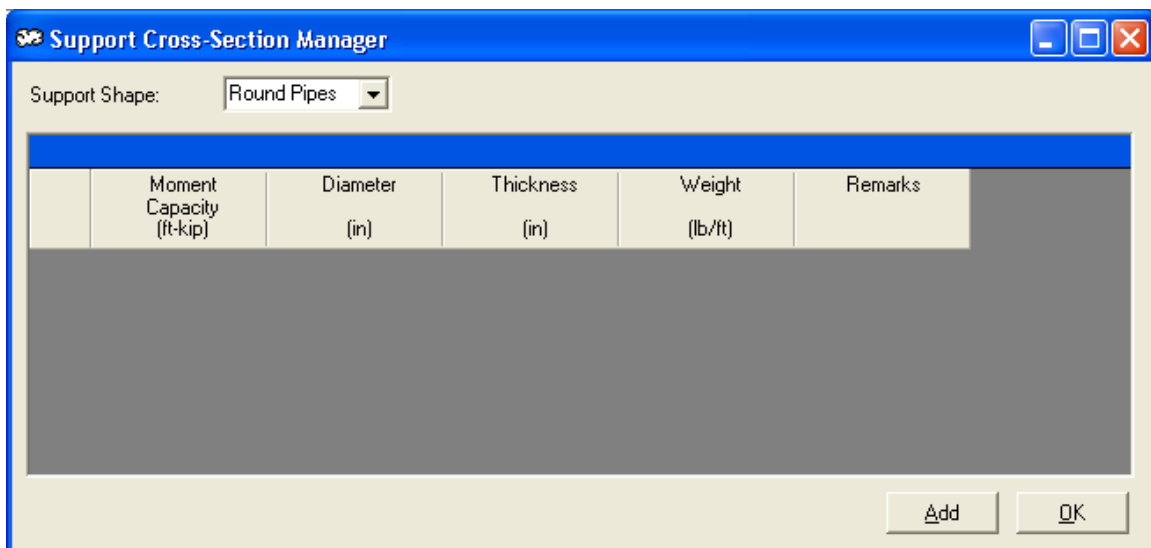 Support Cross-Section Manager
Support Shape: Round Pipes
Moment Capacity (ft-kip) Diameter (in) Thickness (in) Weight (lb/ft) Remarks
Add OK